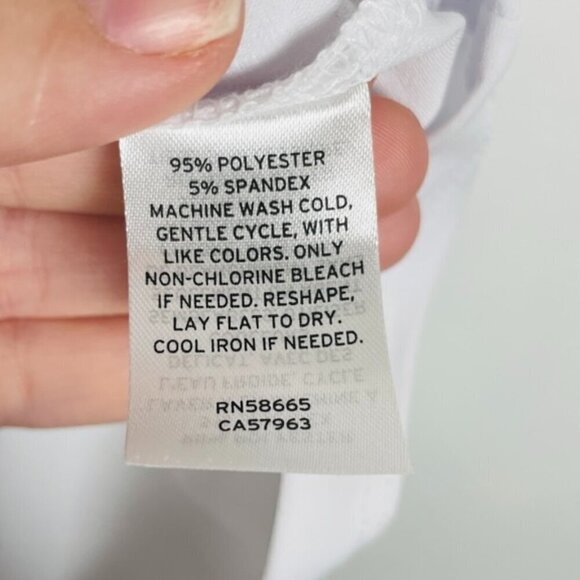 95% POLYESTER
5% SPANDEX
MACHINE WASH COLD,
GENTLE CYCLE, WITH
LIKE COLORS. ONLY
NON-CHLORINE BLEACH
IF NEEDED. RESHAPE,
LAY FLAT TO DRY.
COOL IRON IF NEEDED.
RN58665
CA57963